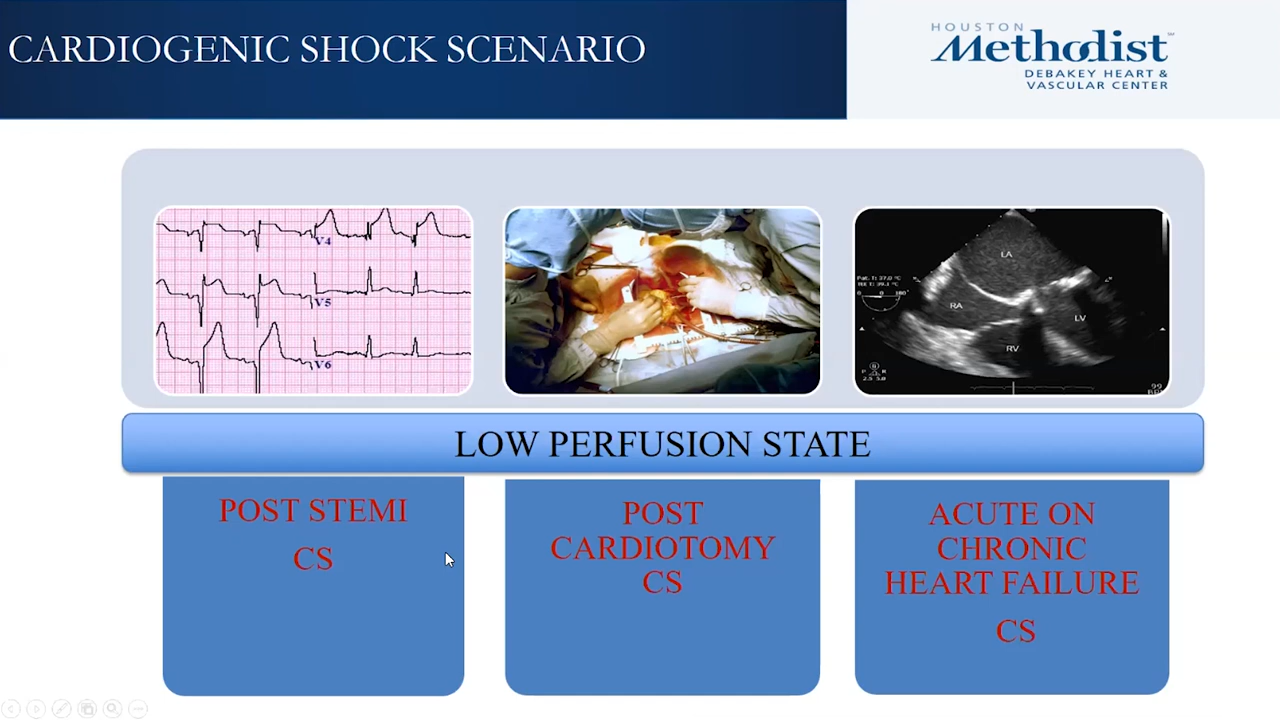 CARDIOGENIC SHOCK SCENARIO
HOUSTON
Methodist
DEBAKEY HEART &
VASCULAR CENTER
V4
V5
V6
LA
RA
LV
RV
LOW PERFUSION STATE
POST STEMI
CS
POST
CARDIOTOMY
CS
ACUTE ON
CHRONIC
HEART FAILURE
CS